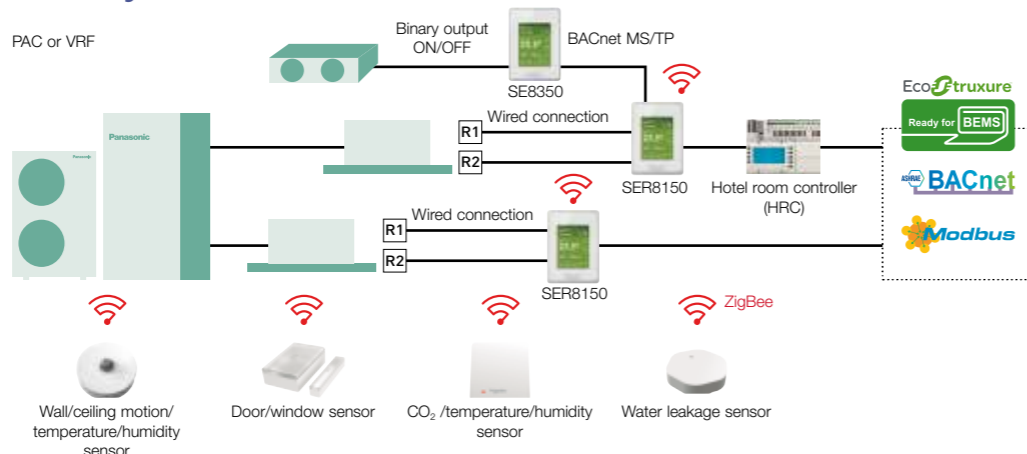 PAC or VRF
Binary output
ON/OFF
BACnet MS/TP
SE8350
Panasonic
Panasonic
R1
Wired connection
R2
SER8150
Hotel room controller
(HRC)
EcoStruxure
Ready for BEMS
ASHRAE BACnet
Modbus
R1
Wired connection
R2
SER8150
ZigBee
Wall/ceiling motion/
temperature/humidity
sensor
Door/window sensor
CO₂ /temperature/humidity
sensor
Water leakage sensor